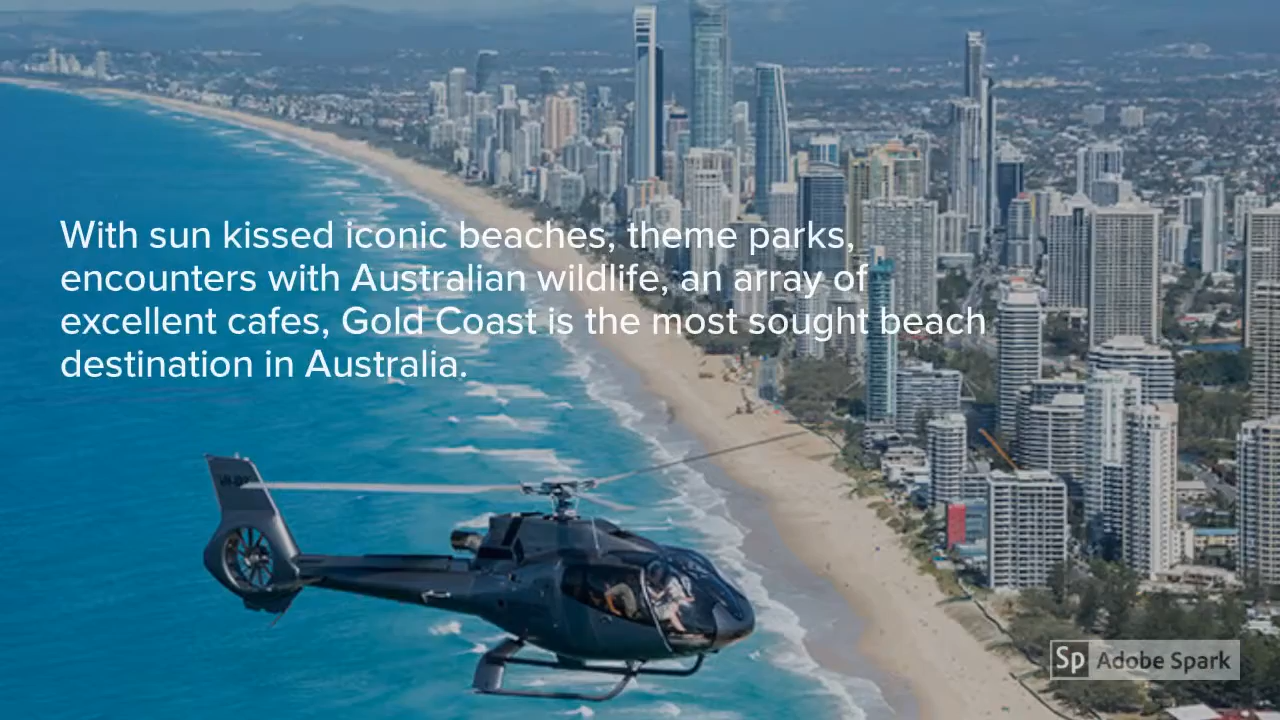 With sun kissed iconic beaches, theme parks,
encounters with Australian wildlife, an array of
excellent cafes, Gold Coast is the most sought beach
destination in Australia.
Sp Adobe Spark